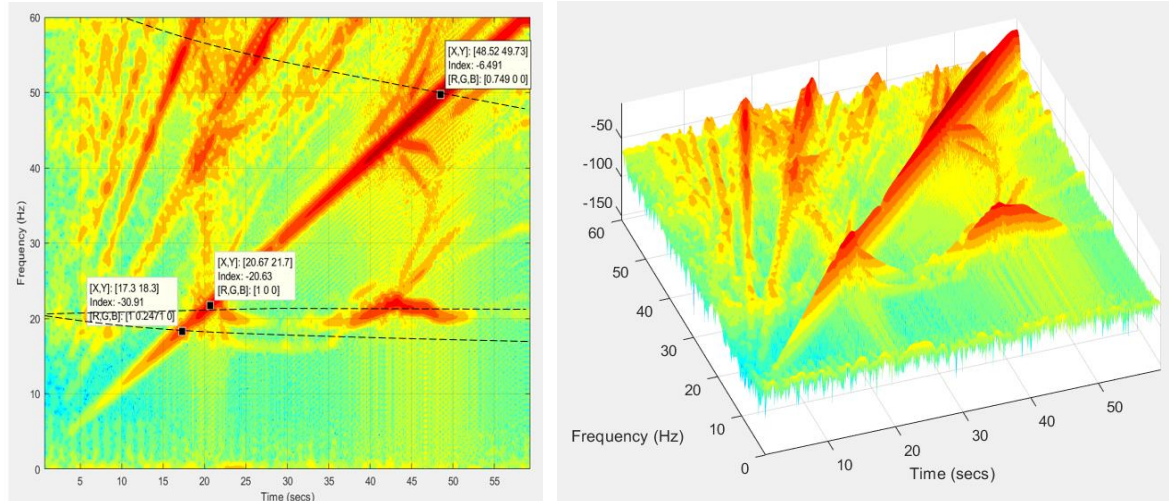 60
50
40
30
20
10
0
Frequency (Hz)
5
10
15
20
25
30
35
40
45
50
55
Time (secs)
[X,Y]: [48.52 49.73]
Index: -6.491
[R,G,B]: [0.749 0 0]
[X,Y]: [20.67 21.7]
Index: -20.63
[R,G,B]: [1 0 0]
[X,Y]: [17.3 18.3]
Index: -30.91
[R,G,B]: [1 0.2471 0]
-50
-100
-150
60
50
40
30
20
10
0
Frequency (Hz)
10
20
30
40
50
Time (secs)